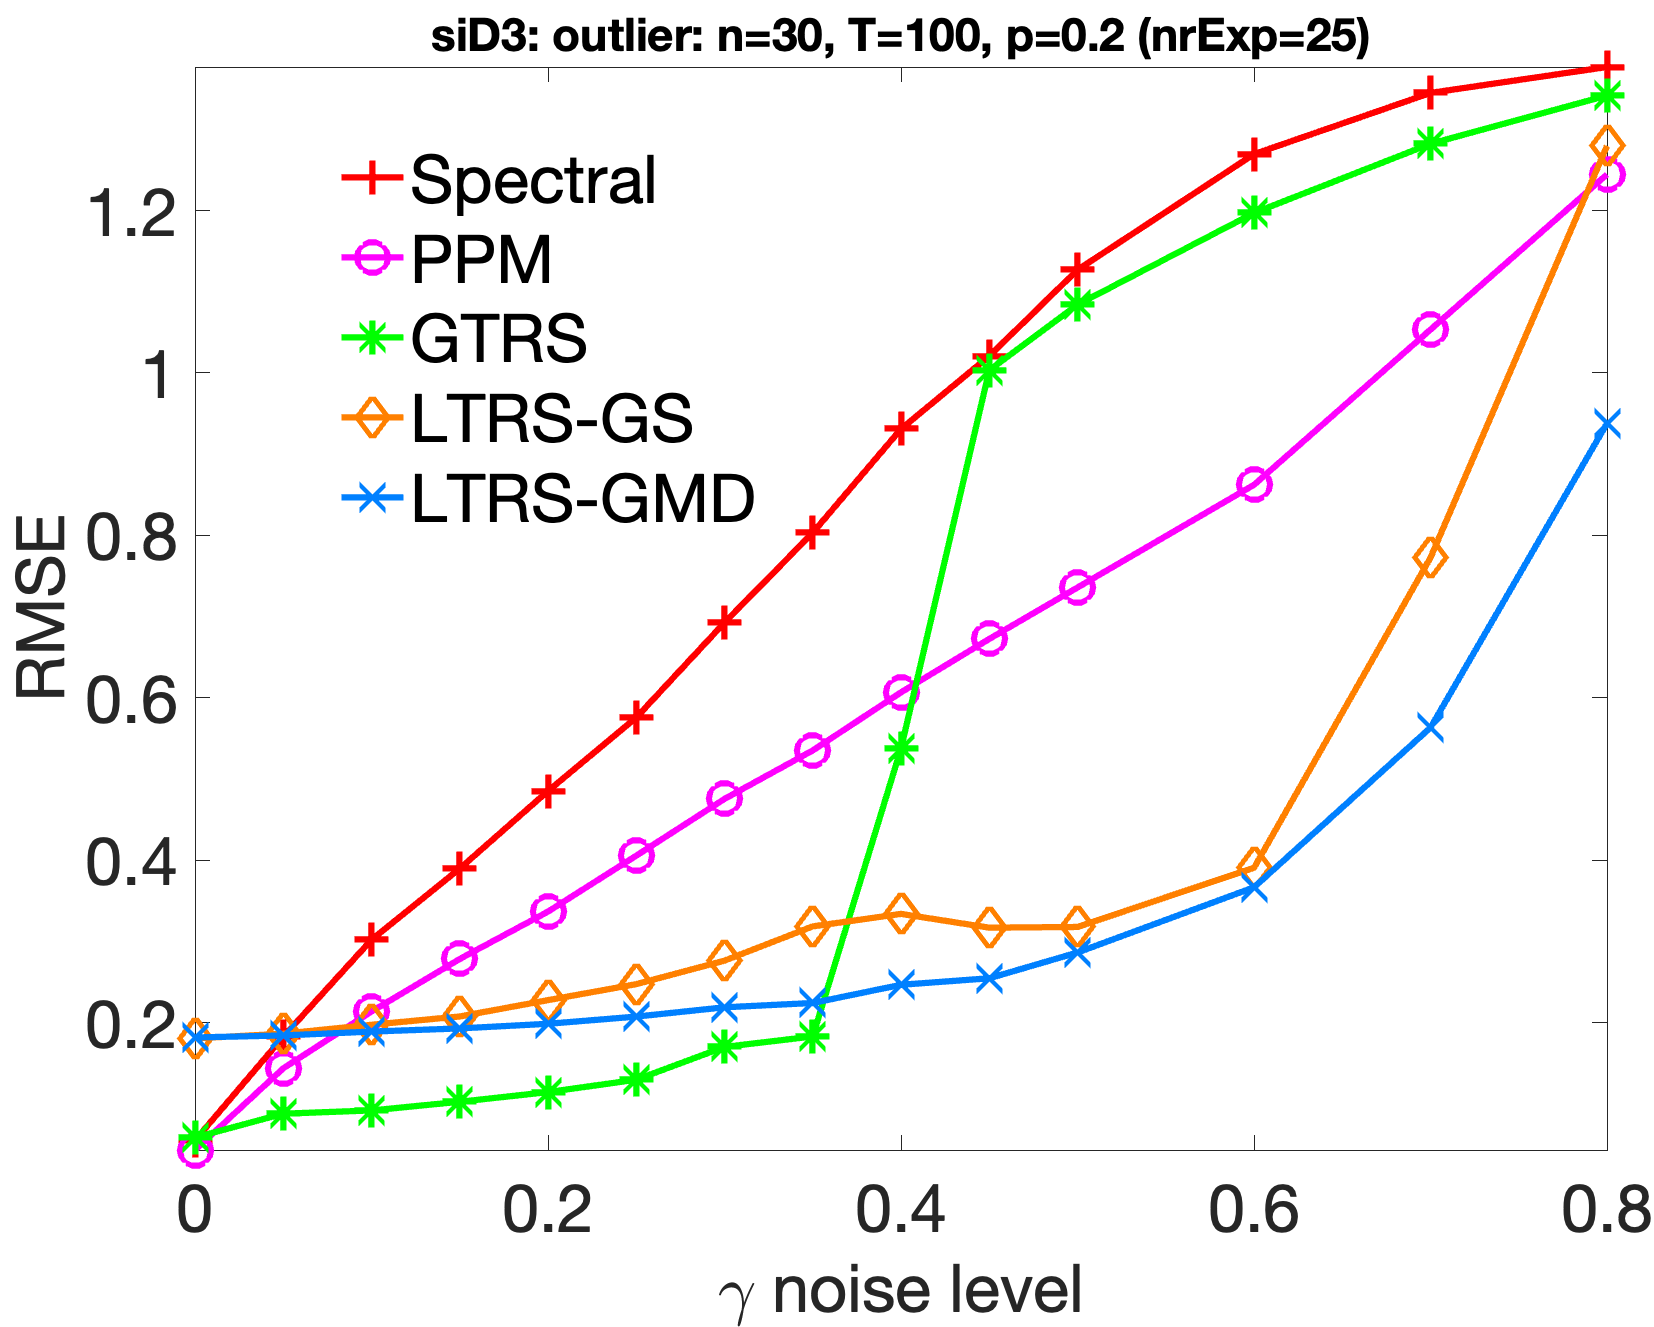 siD3: outlier: n=30, T=100, p=0.2 (nrExp=25)
Spectral
PPM
GTRS
LTRS-GS
LTRS-GMD
RMSE
1.2
1
0.8
0.6
0.4
0.2
0 0.2 0.4 0.6 0.8
γ noise level